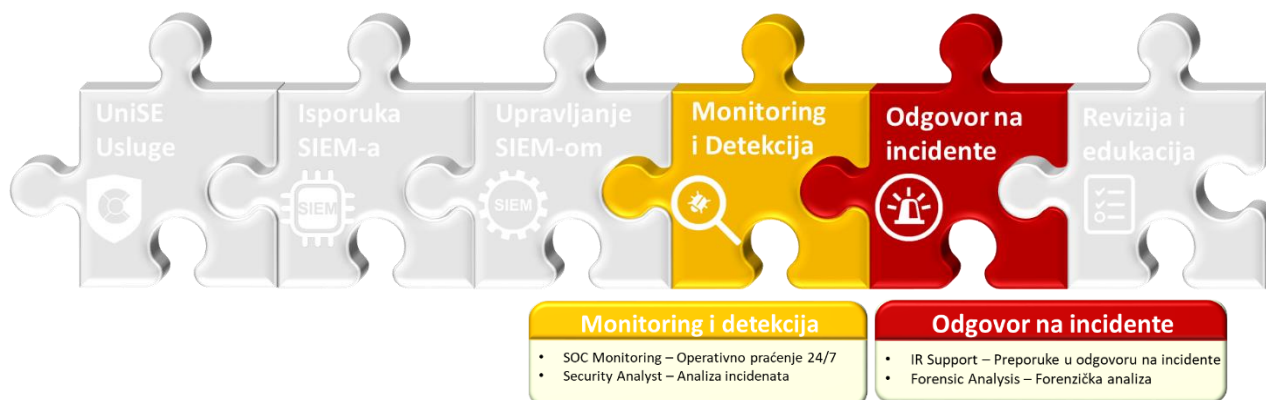 UniSE
Usluge
Isporuka
SIEM-a
SIEM
Upravljanje
SIEM-om
SIEM
Monitoring
i Detekcija
Odgovor na
incidente
Revizija i
edukacija
Monitoring i detekcija
• SOC Monitoring – Operativno praćenje 24/7
• Security Analyst – Analiza incidenata
Odgovor na incidente
• IR Support – Preporuke u odgovoru na incidente
• Forensic Analysis – Forenzička analiza